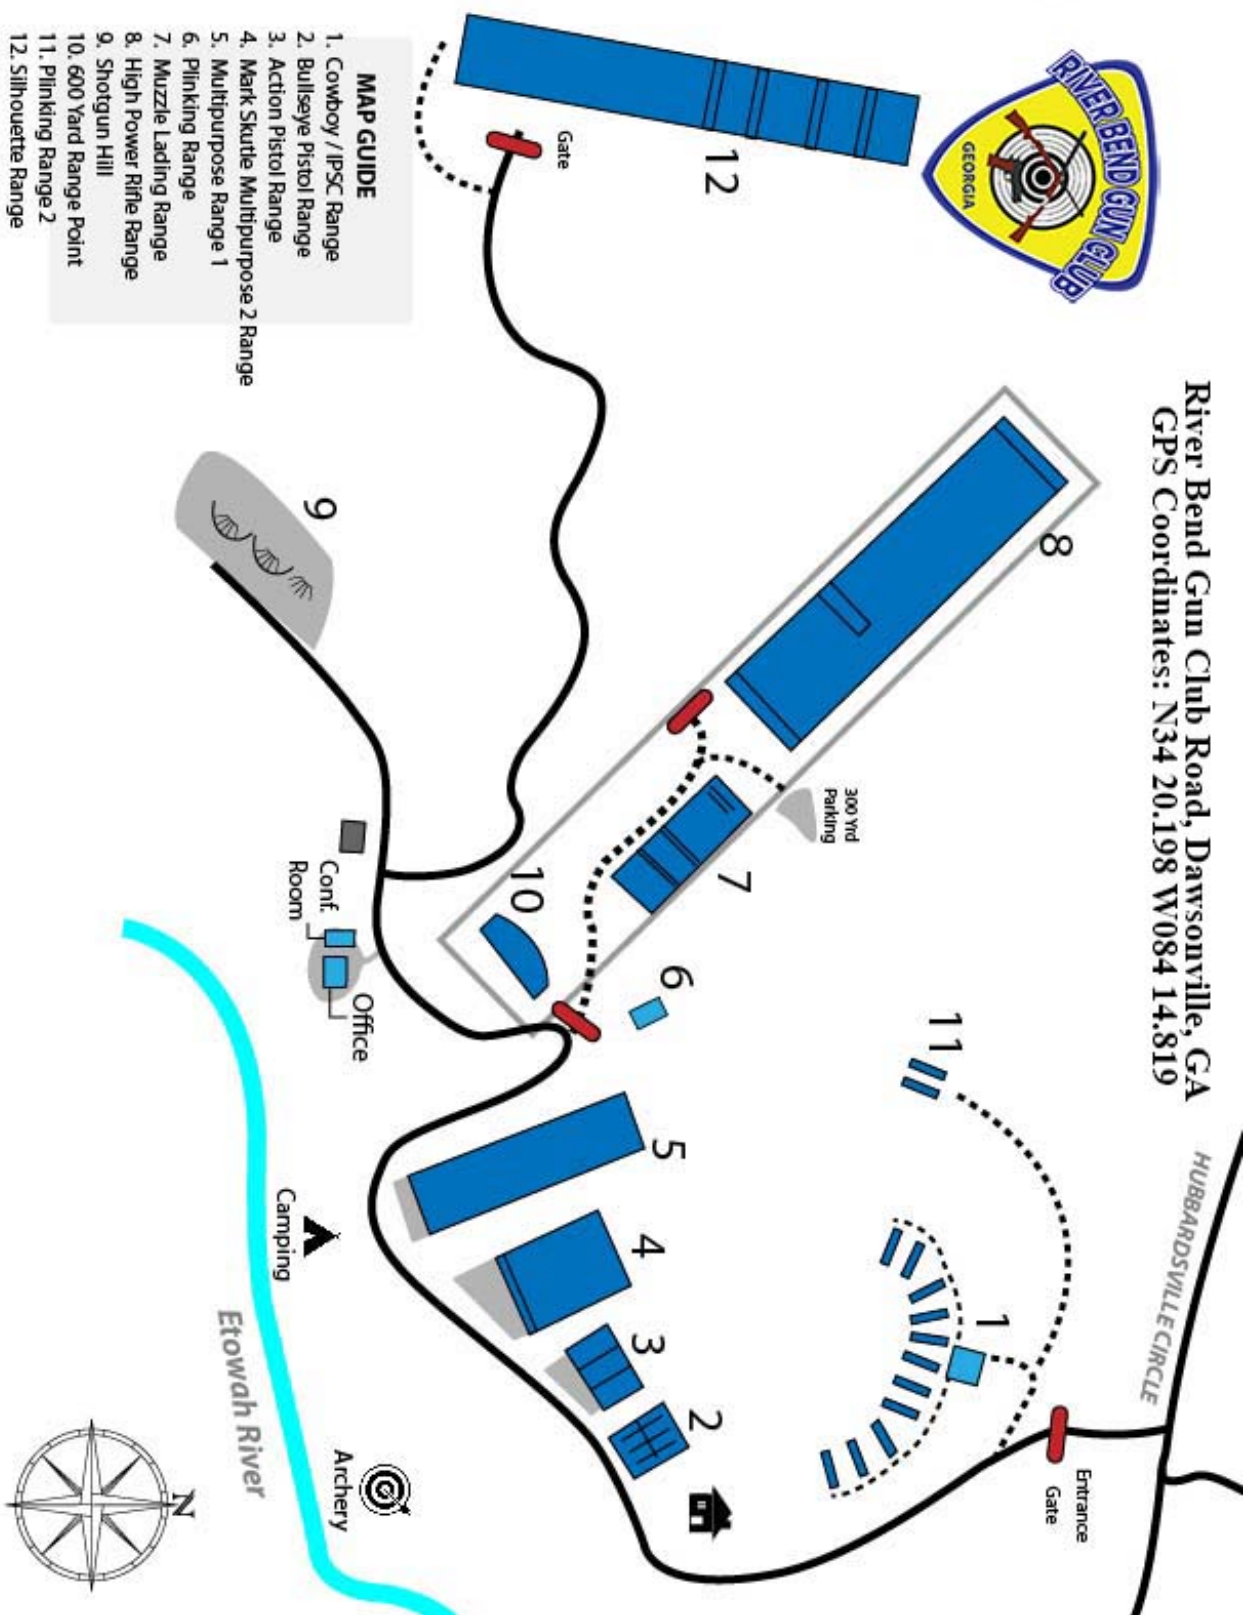 RIVER BEND GUN CLUB
GEORGIA
River Bend Gun Club Road, Dawsonville, GA
GPS Coordinates: N34 20.198 W084 14.819
HUBBARDSVILLE CIRCLE
Entrance
Gate
12
Gate
8
300 Yrd
Parking
7
10
6
11
1
5
4
3
2
9
Conf.
Room
Office
Camping
Archery
Etowah River
N
MAP GUIDE
1. Cowboy / IPSC Range
2. Bullseye Pistol Range
3. Action Pistol Range
4. Mark Skutle Multipurpose 2 Range
5. Multipurpose Range 1
6. Plinking Range
7. Muzzle Lading Range
8. High Power Rifle Range
9. Shotgun Hill
10. 600 Yard Range Point
11. Plinking Range 2
12. Silhouette Range